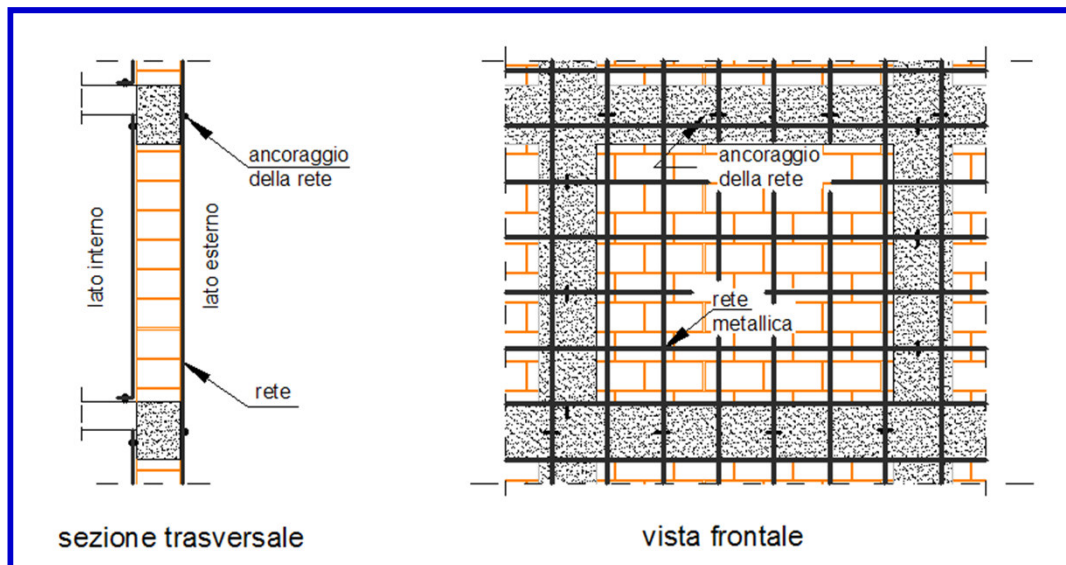 ancoraggio
della rete
lato interno
lato esterno
rete
sezione trasversale
ancoraggio
della rete
rete
metallica
vista frontale